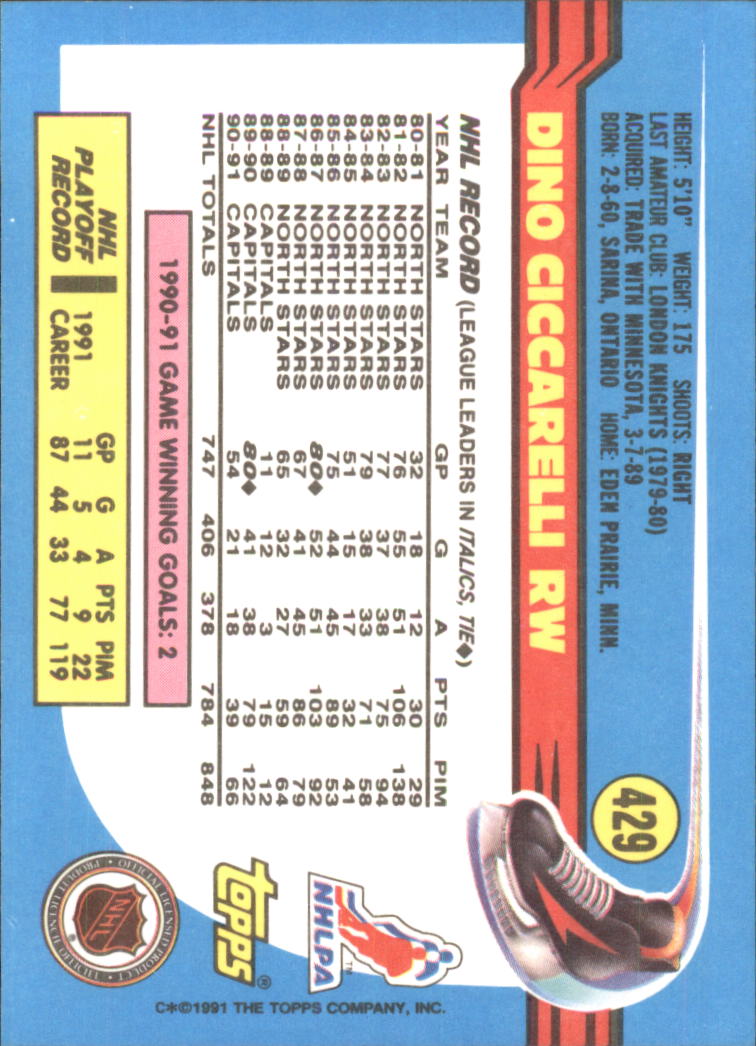 429
HEIGHT: 5'10" WEIGHT: 175 SHOOTS: RIGHT
LAST AMATEUR CLUB: LONDON KNIGHTS (1979-80)
ACQUIRED: TRADE WITH MINNESOTA, 3-7-89
BORN: 2-8-60, SARNIA, ONTARIO HOME: EDEN PRAIRIE, MINN.
DINO CICCARELLI RW
NHL RECORD (LEAGUE LEADERS IN ITALICS, TIE◆)
YEAR TEAM GP G A PTS PIM
80-81 NORTH STARS 32 18 12 30 29
81-82 NORTH STARS 76 55 51 106 138
82-83 NORTH STARS 77 37 38 75 94
83-84 NORTH STARS 79 38 33 71 58
84-85 NORTH STARS 51 15 17 32 41
85-86 NORTH STARS 75 44 45 89 53
86-87 NORTH STARS 80◆ 52 51 103 92
87-88 NORTH STARS 67 41 45 86 79
88-89 NORTH STARS 65 32 27 59 64
88-89 CAPITALS 11 12 3 15 12
89-90 CAPITALS 80◆ 41 38 79 122
90-91 CAPITALS 54 21 18 39 66
NHL TOTALS 747 406 378 784 848
1990-91 GAME WINNING GOALS: 2
NHL PLAYOFF RECORD
GP G A PTS PIM
1991 11 5 4 9 22
CAREER 87 44 33 77 119
NHLPA ™
topps®
NHL
OFFICIAL LICENSED PRODUCT • OFFICIAL LICENSED PRODUCT •
C*©1991 THE TOPPS COMPANY, INC.